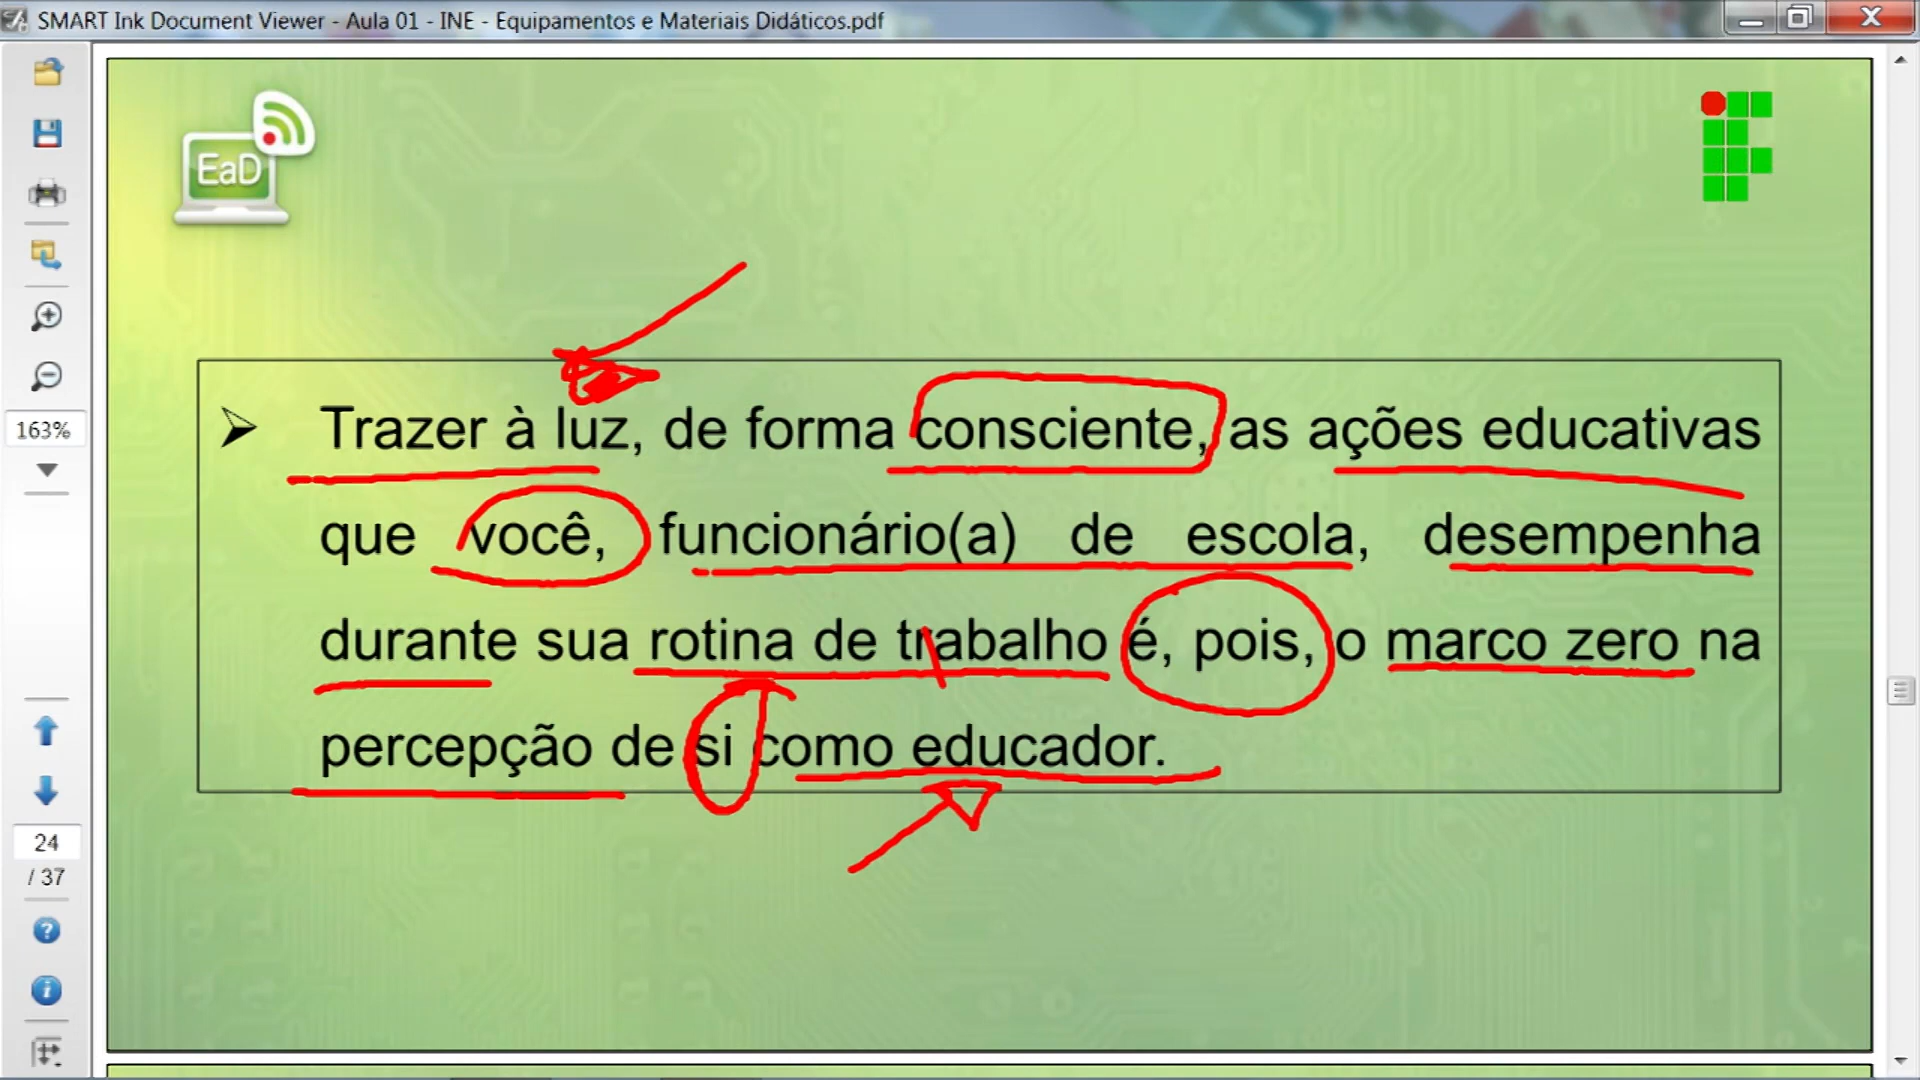 SMART Ink Document Viewer - Aula 01 - INE - Equipamentos e Materiais Didáticos.pdf
EaD
163%
Trazer à luz, de forma consciente, as ações educativas
que você, funcionário(a) de escola, desempenha
durante sua rotina de trabalho é, pois, o marco zero na
percepção de si como educador.
24
/ 37